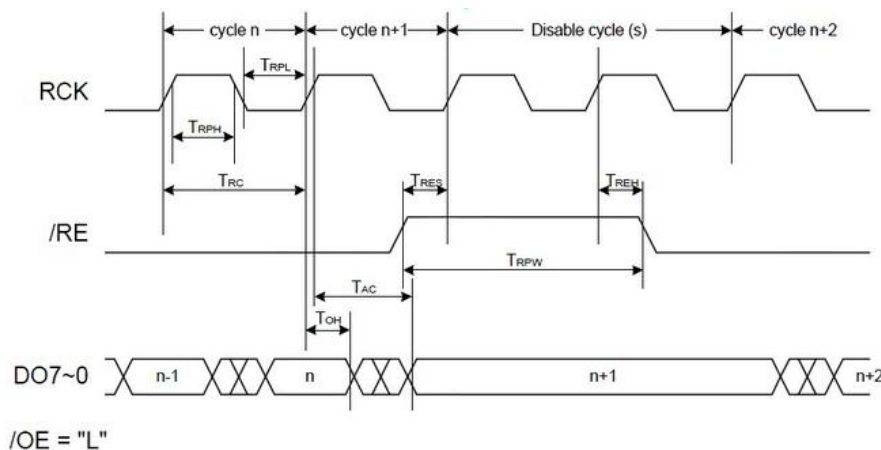 cycle n cycle n+1 Disable cycle (s) cycle n+2
TRPL
RCK
TRPH
TRC TRES TREH
/RE
TRPW
TAC
TOH
DO7~0 n-1 n n+1 n+2
/OE = "L"